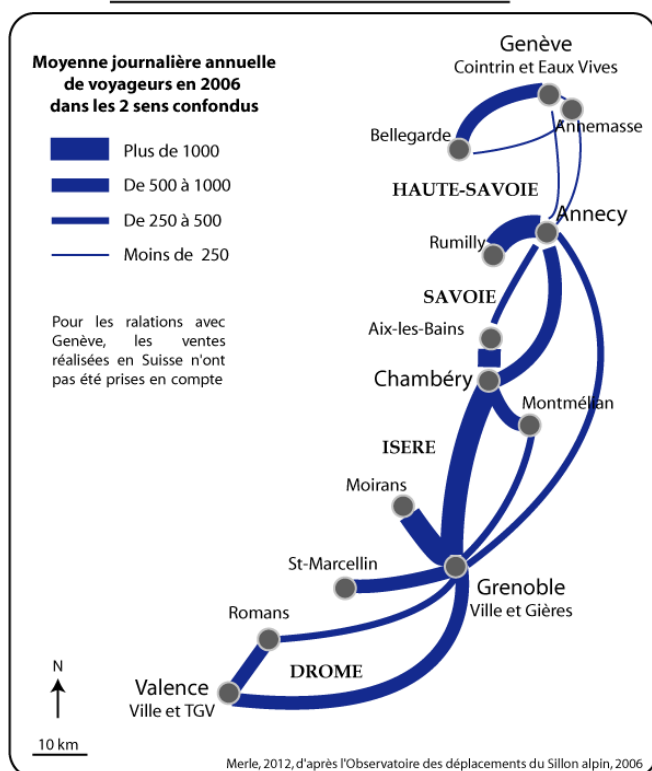 Moyenne journalière annuelle
de voyageurs en 2006
dans les 2 sens confondus
Plus de 1000
De 500 à 1000
De 250 à 500
Moins de 250
Pour les ralations avec
Genève, les ventes
réalisées en Suisse n'ont
pas été prises en compte
Genève
Cointrin et Eaux Vives
Annemasse
Bellegarde
HAUTE-SAVOIE
Annecy
Rumilly
SAVOIE
Aix-les-Bains
Chambéry
Montmélian
ISERE
Moirans
St-Marcellin
Grenoble
Ville et Gières
Romans
DROME
Valence
Ville et TGV
N
10 km
Merle, 2012, d'après l'Observatoire des déplacements du Sillon alpin, 2006